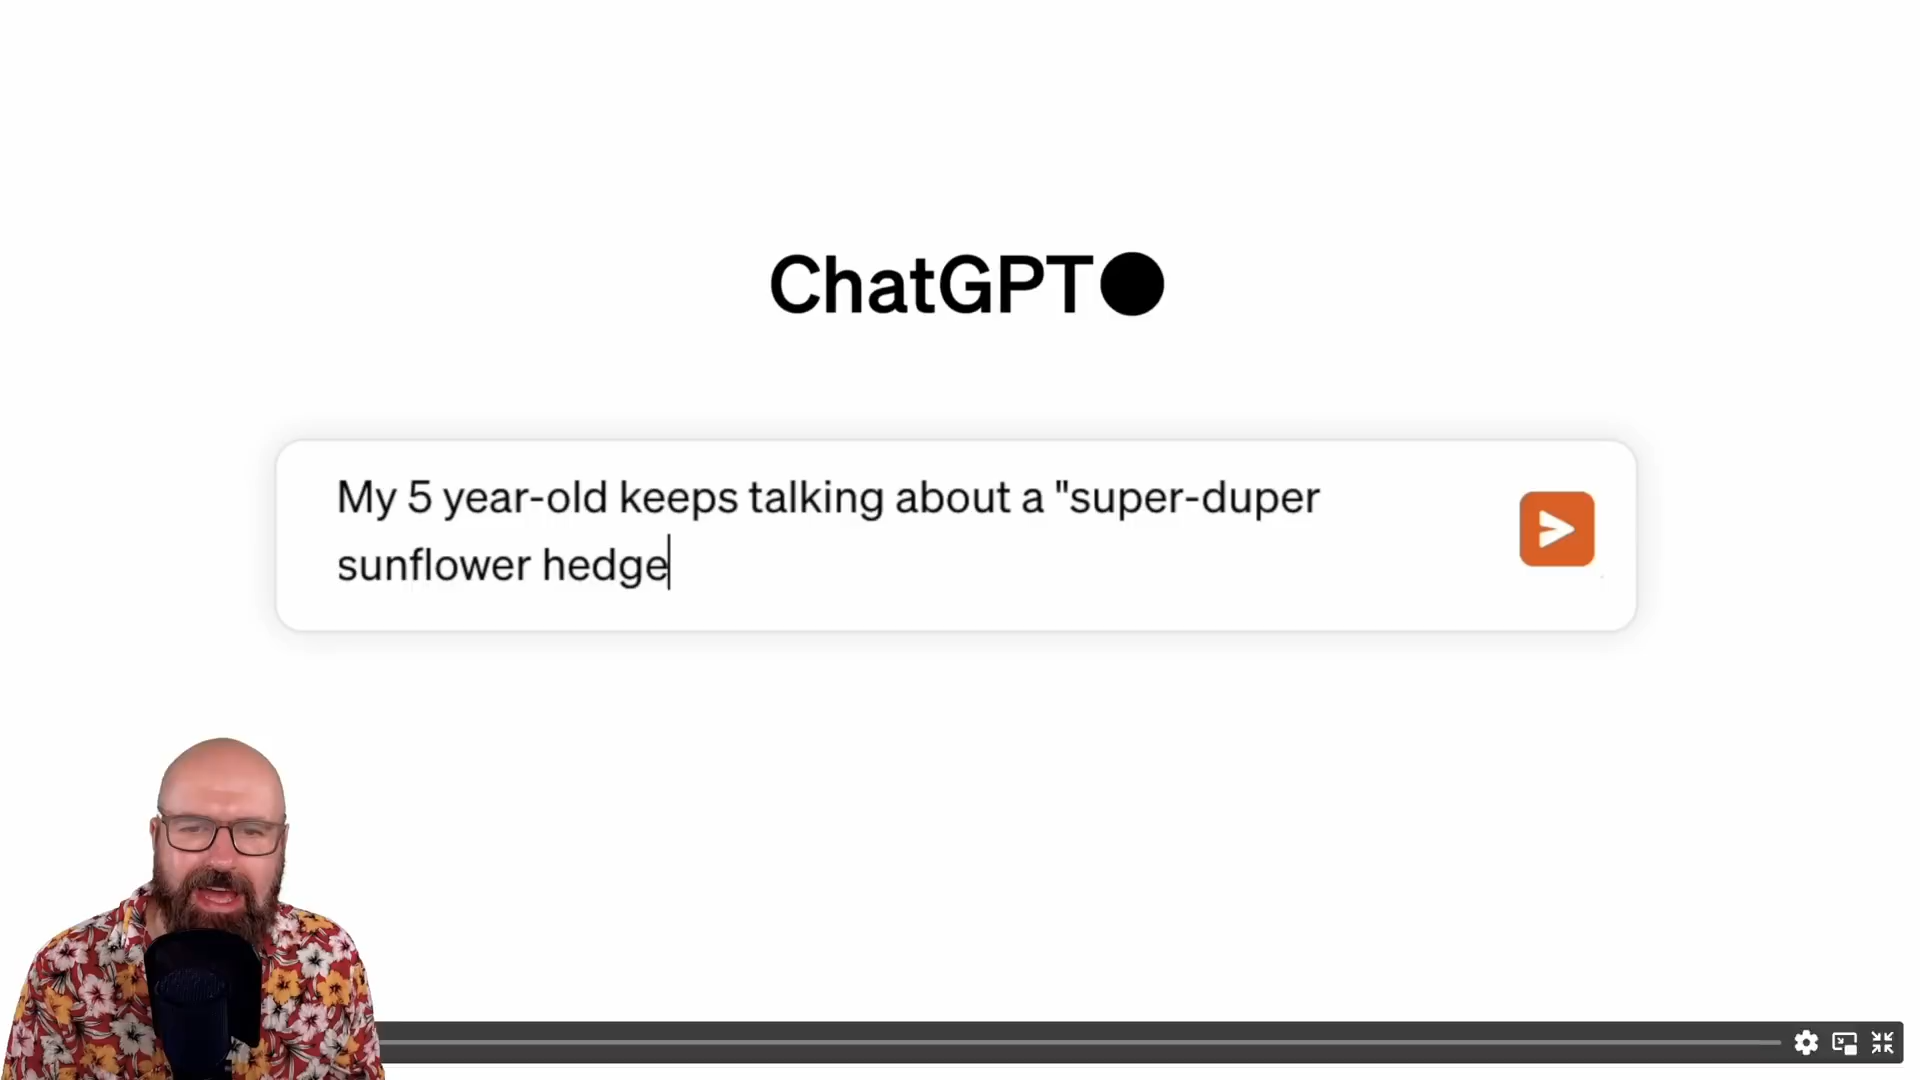 ChatGPT
My 5 year-old keeps talking about a "super-duper
sunflower hedge